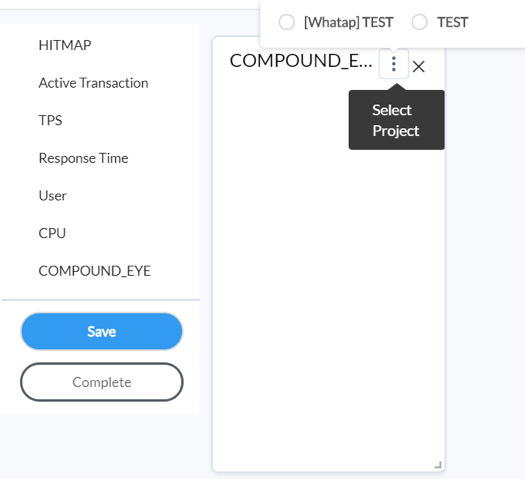 [Whatap] TEST TEST
HITMAP
Active Transaction
TPS
Response Time
User
CPU
COMPOUND_EYE
Save
Complete
COMPOUND_E...
Select
Project